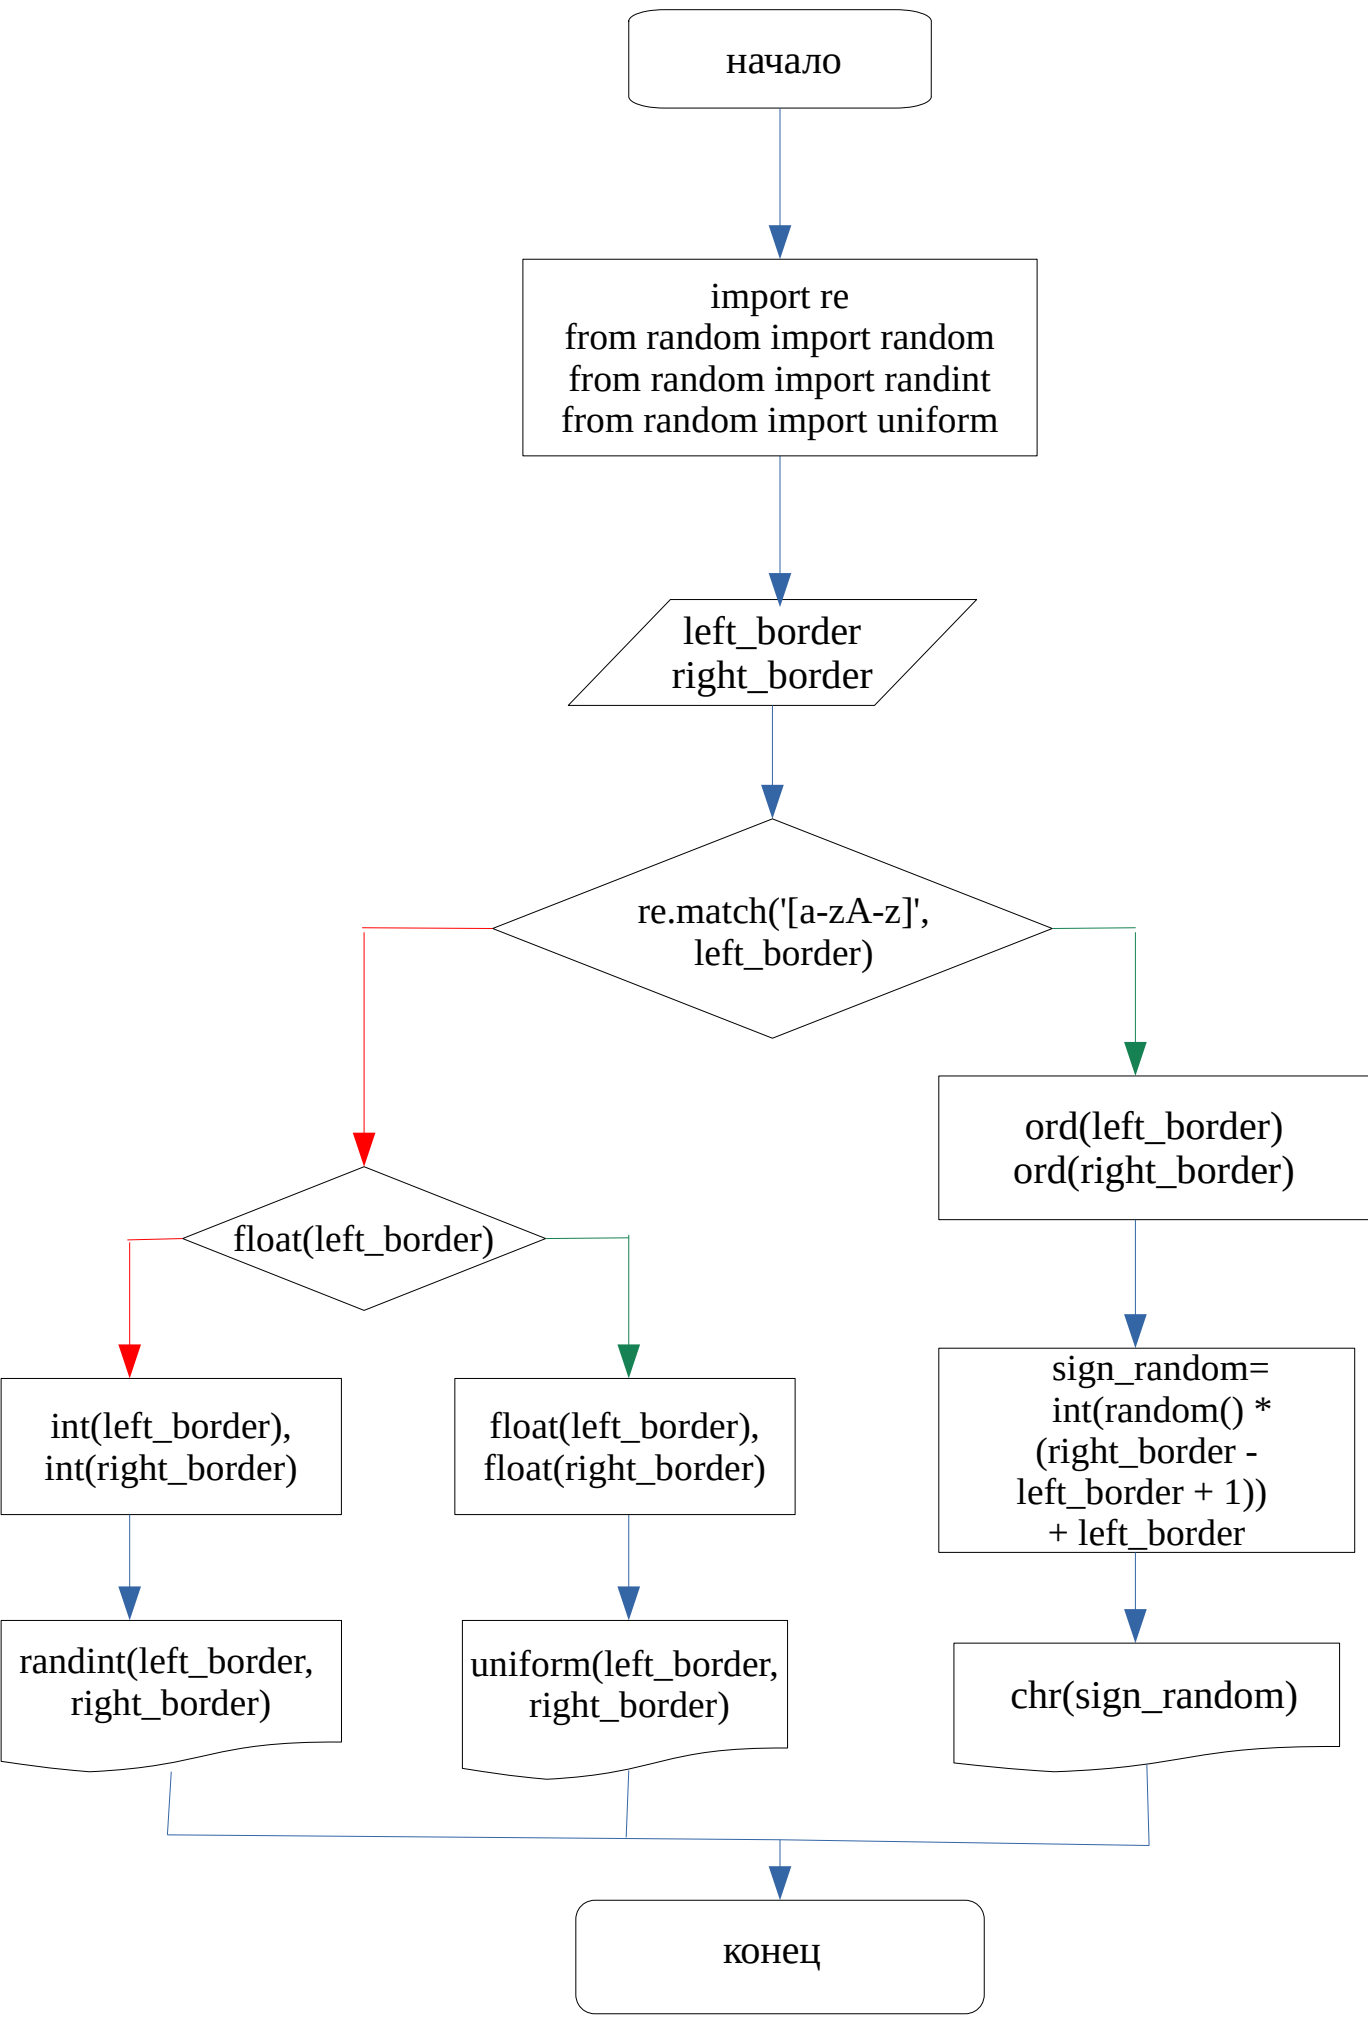 начало
import re
from random import random
from random import randint
from random import uniform
left_border
right_border
re.match('[a-zA-z]',
left_border)
ord(left_border)
ord(right_border)
float(left_border)
int(left_border),
int(right_border)
float(left_border),
float(right_border)
sign_random=
int(random() *
(right_border -
left_border + 1))
+ left_border
randint(left_border,
right_border)
uniform(left_border,
right_border)
chr(sign_random)
конец